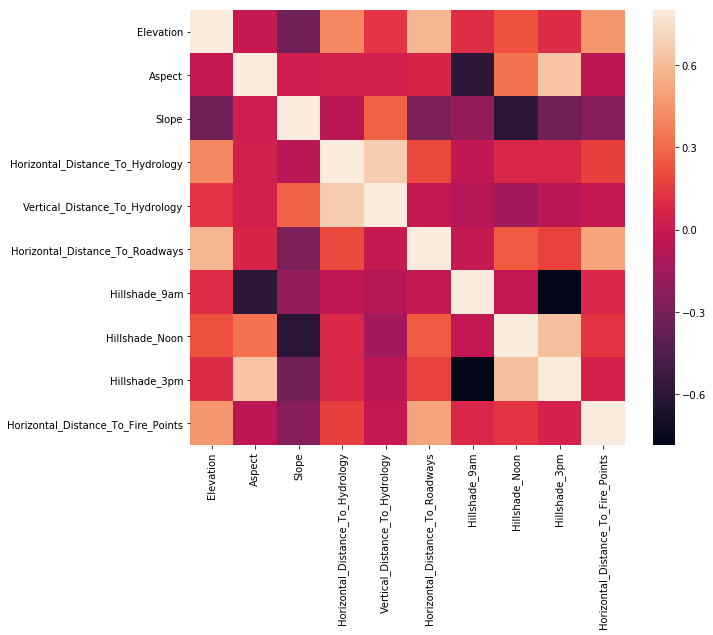 Elevation
Aspect
Slope
Horizontal_Distance_To_Hydrology
Vertical_Distance_To_Hydrology
Horizontal_Distance_To_Roadways
Hillshade_9am
Hillshade_Noon
Hillshade_3pm
Horizontal_Distance_To_Fire_Points
Elevation
Aspect
Slope
Horizontal_Distance_To_Hydrology
Vertical_Distance_To_Hydrology
Horizontal_Distance_To_Roadways
Hillshade_9am
Hillshade_Noon
Hillshade_3pm
Horizontal_Distance_To_Fire_Points
0.6
0.3
0.0
−0.3
−0.6